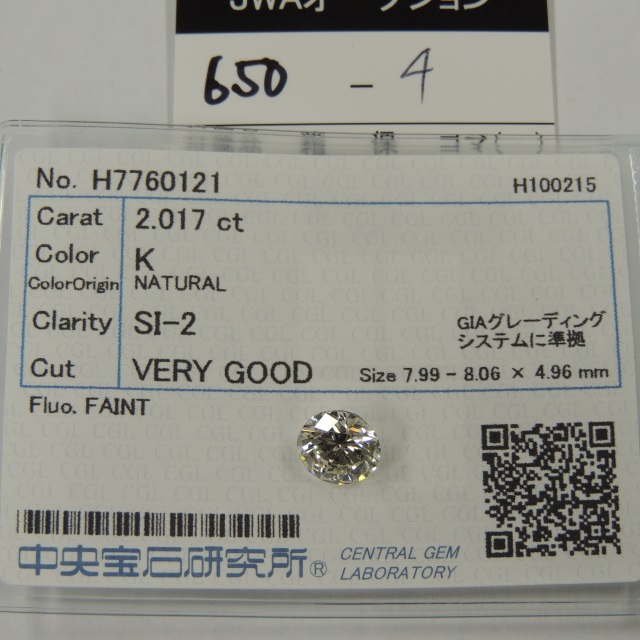 JWAオークション
650 - 4
No. H7760121
H100215
Carat 2.017 ct
Color K
ColorOrigin NATURAL
Clarity SI-2
GIAグレーディング
システムに準拠
Cut VERY GOOD
Size 7.99 - 8.06 × 4.96 mm
Fluo. FAINT
中央宝石研究所®
CENTRAL GEM
LABORATORY